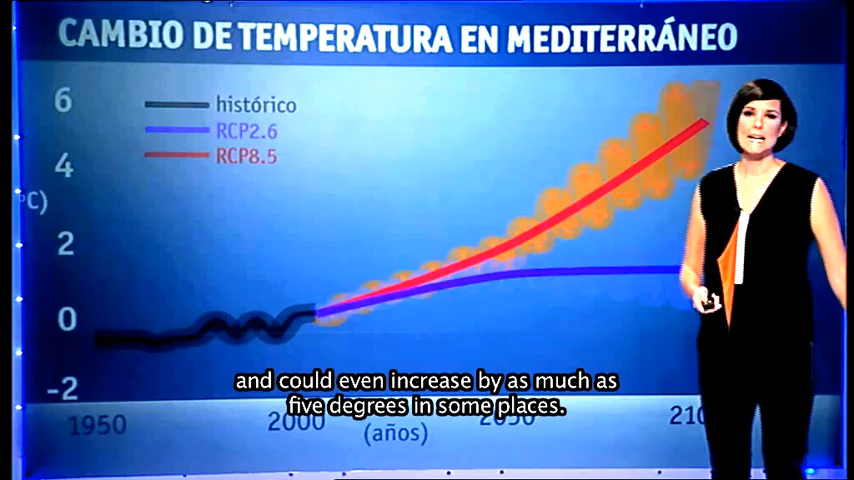 CAMBIO DE TEMPERATURA EN MEDITERRÁNEO
6
histórico
RCP2.6
RCP8.5
4
°C)
2
0
-2
and could even increase by as much as
five degrees in some places.
1950
2000
2050
(años)